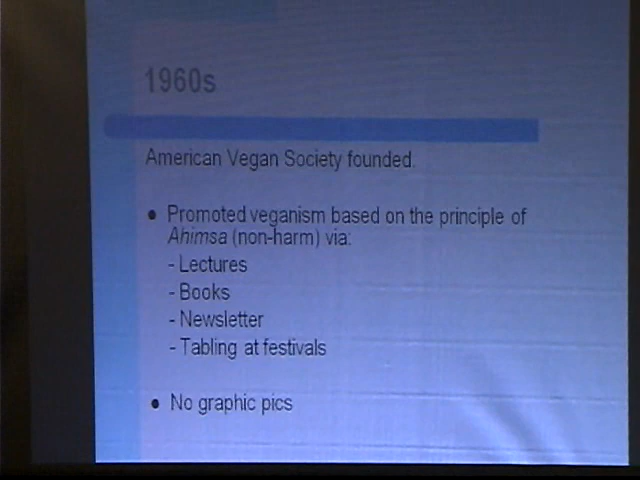 1960s
American Vegan Society founded.
● Promoted veganism based on the principle of
Ahimsa (non-harm) via:
- Lectures
- Books
- Newsletter
- Tabling at festivals
● No graphic pics